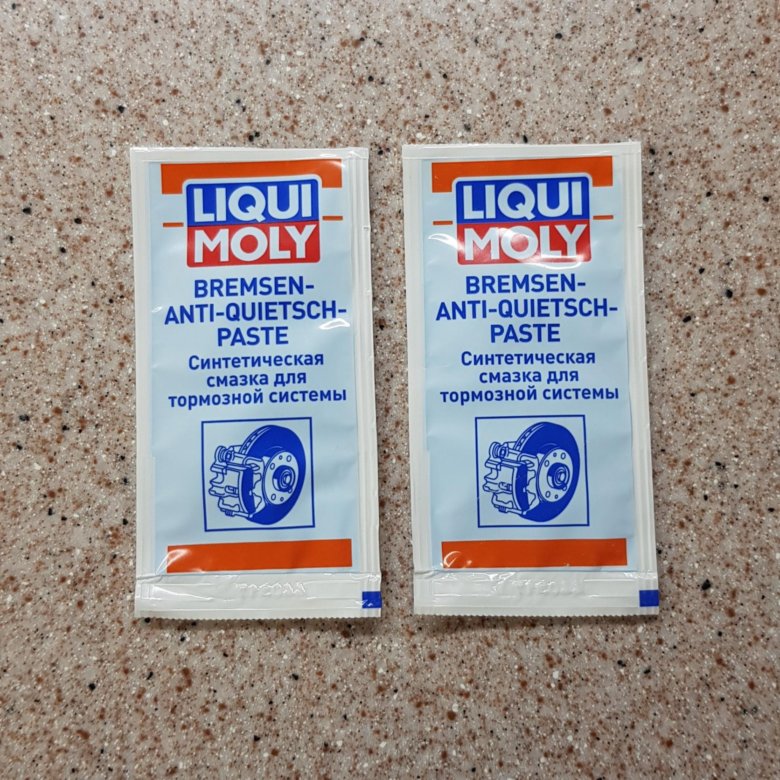 LIQUI
MOLY
BREMSEN-
ANTI-QUIETSCH-
PASTE
Синтетическая
смазка для
тормозной системы
LIQUI
MOLY
BREMSEN-
ANTI-QUIETSCH-
PASTE
Синтетическая
смазка для
тормозной системы